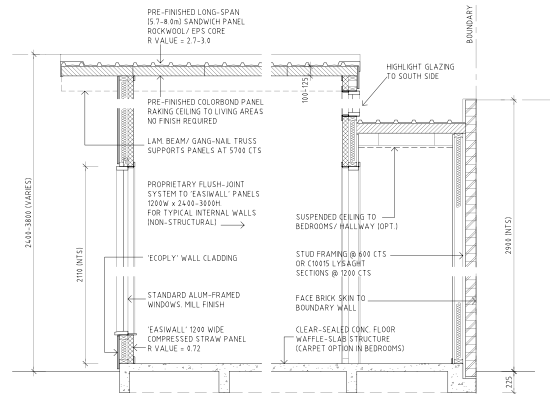 PRE-FINISHED LONG-SPAN
(5.7-8.0m) SANDWICH PANEL
ROCKWOOL/ EPS CORE
R VALUE = 2.7-3.0
BOUNDARY
HIGHLIGHT GLAZING
TO SOUTH SIDE
100-125
PRE-FINISHED COLORBOND PANEL
RAKING CEILING TO LIVING AREAS
NO FINISH REQUIRED
LAM. BEAM/ GANG-NAIL TRUSS
SUPPORTS PANELS AT 5700 CTS
PROPRIETARY FLUSH-JOINT
SYSTEM TO 'EASIWALL' PANELS
1200W x 2400-3000H.
FOR TYPICAL INTERNAL WALLS
(NON-STRUCTURAL)
SUSPENDED CEILING TO
BEDROOMS/ HALLWAY (OPT.)
2400-3800 (VARIES)
2110 (NTS)
2900 (NTS)
'ECOPLY' WALL CLADDING
STUD FRAMING @ 600 CTS
OR C10015 LYSAGHT
SECTIONS @ 1200 CTS
STANDARD ALUM-FRAMED
WINDOWS. MILL FINISH
FACE BRICK SKIN TO
BOUNDARY WALL
'EASIWALL' 1200 WIDE
COMPRESSED STRAW PANEL
R VALUE = 0.72
CLEAR-SEALED CONC. FLOOR
WAFFLE-SLAB STRUCTURE
(CARPET OPTION IN BEDROOMS)
225